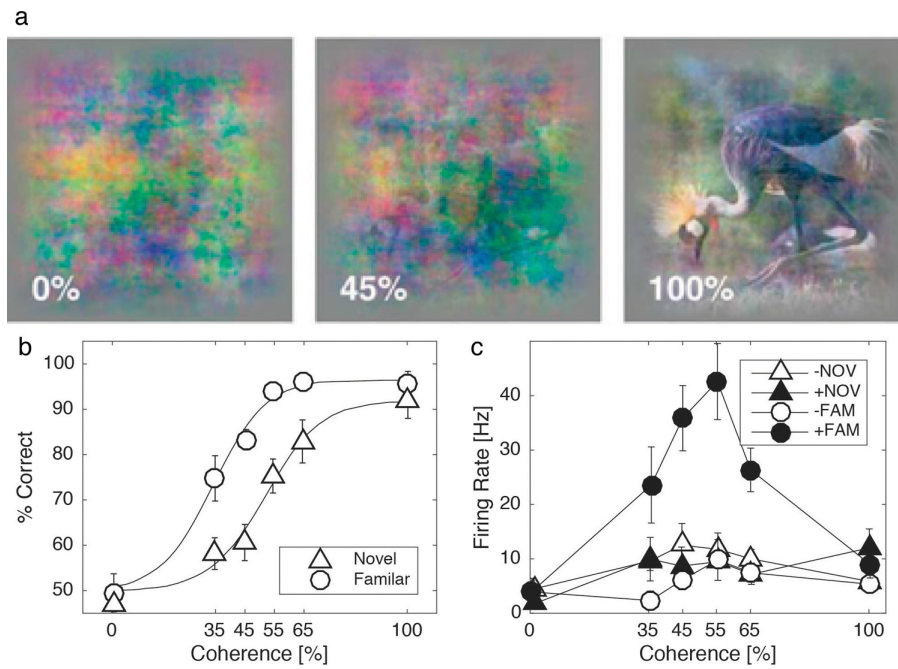 a
0%
45%
100%
b
% Correct
100
90
80
70
60
50
0
35
45
55
65
100
Coherence [%]
Novel
Familar
c
Firing Rate [Hz]
40
30
20
10
0
0
35
45
55
65
100
Coherence [%]
-NOV
+NOV
-FAM
+FAM